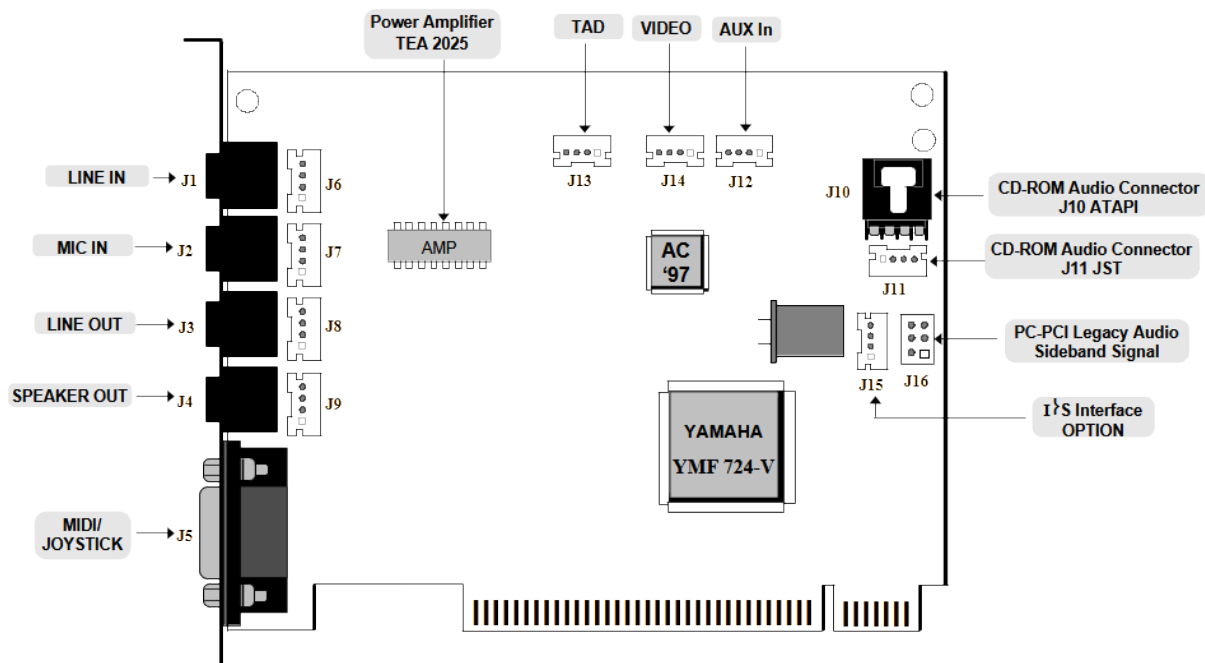 Power Amplifier
TEA 2025
TAD
VIDEO
AUX In
J13
J14
J12
LINE IN
J1
J6
J10
CD-ROM Audio Connector
J10 ATAPI
MIC IN
J2
J7
AMP
AC
‘97
CD-ROM Audio Connector
J11 JST
J11
LINE OUT
J3
J8
PC-PCI Legacy Audio
Sideband Signal
J15
J16
SPEAKER OUT
J4
J9
I²S Interface
OPTION
YAMAHA
YMF 724-V
MIDI/
JOYSTICK
J5